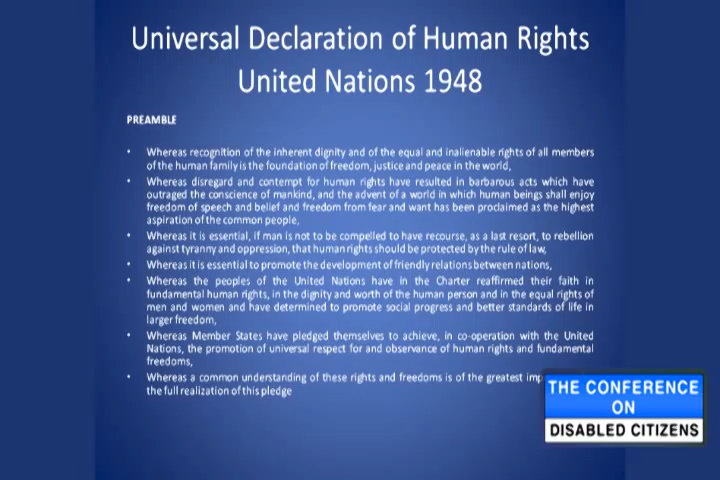 Universal Declaration of Human Rights
United Nations 1948
PREAMBLE
• Whereas recognition of the inherent dignity and of the equal and inalienable rights of all members
of the human family is the foundation of freedom, justice and peace in the world,
• Whereas disregard and contempt for human rights have resulted in barbarous acts which have
outraged the conscience of mankind, and the advent of a world in which human beings shall enjoy
freedom of speech and belief and freedom from fear and want has been proclaimed as the highest
aspiration of the common people,
• Whereas it is essential, if man is not to be compelled to have recourse, as a last resort, to rebellion
against tyranny and oppression, that human rights should be protected by the rule of law,
• Whereas it is essential to promote the development of friendly relations between nations,
• Whereas the peoples of the United Nations have in the Charter reaffirmed their faith in
fundamental human rights, in the dignity and worth of the human person and in the equal rights of
men and women and have determined to promote social progress and better standards of life in
larger freedom,
• Whereas Member States have pledged themselves to achieve, in co-operation with the United
Nations, the promotion of universal respect for and observance of human rights and fundamental
freedoms,
• Whereas a common understanding of these rights and freedoms is of the greatest
the full realization of this pledge
THE CONFERENCE
ON
DISABLED CITIZENS